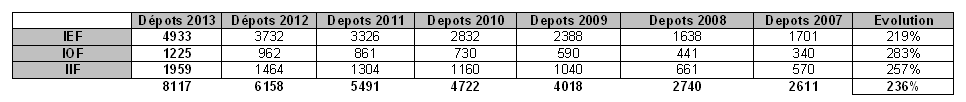 Dépots 2013 Dépots 2012 Depots 2011 Depots 2010 Depots 2009 Depots 2008 Depots 2007 Evolution
IEF 4933 3732 3326 2832 2388 1638 1701 219%
IOF 1225 962 861 730 590 441 340 283%
IIF 1959 1464 1304 1160 1040 661 570 257%
8117 6158 5491 4722 4018 2740 2611 236%